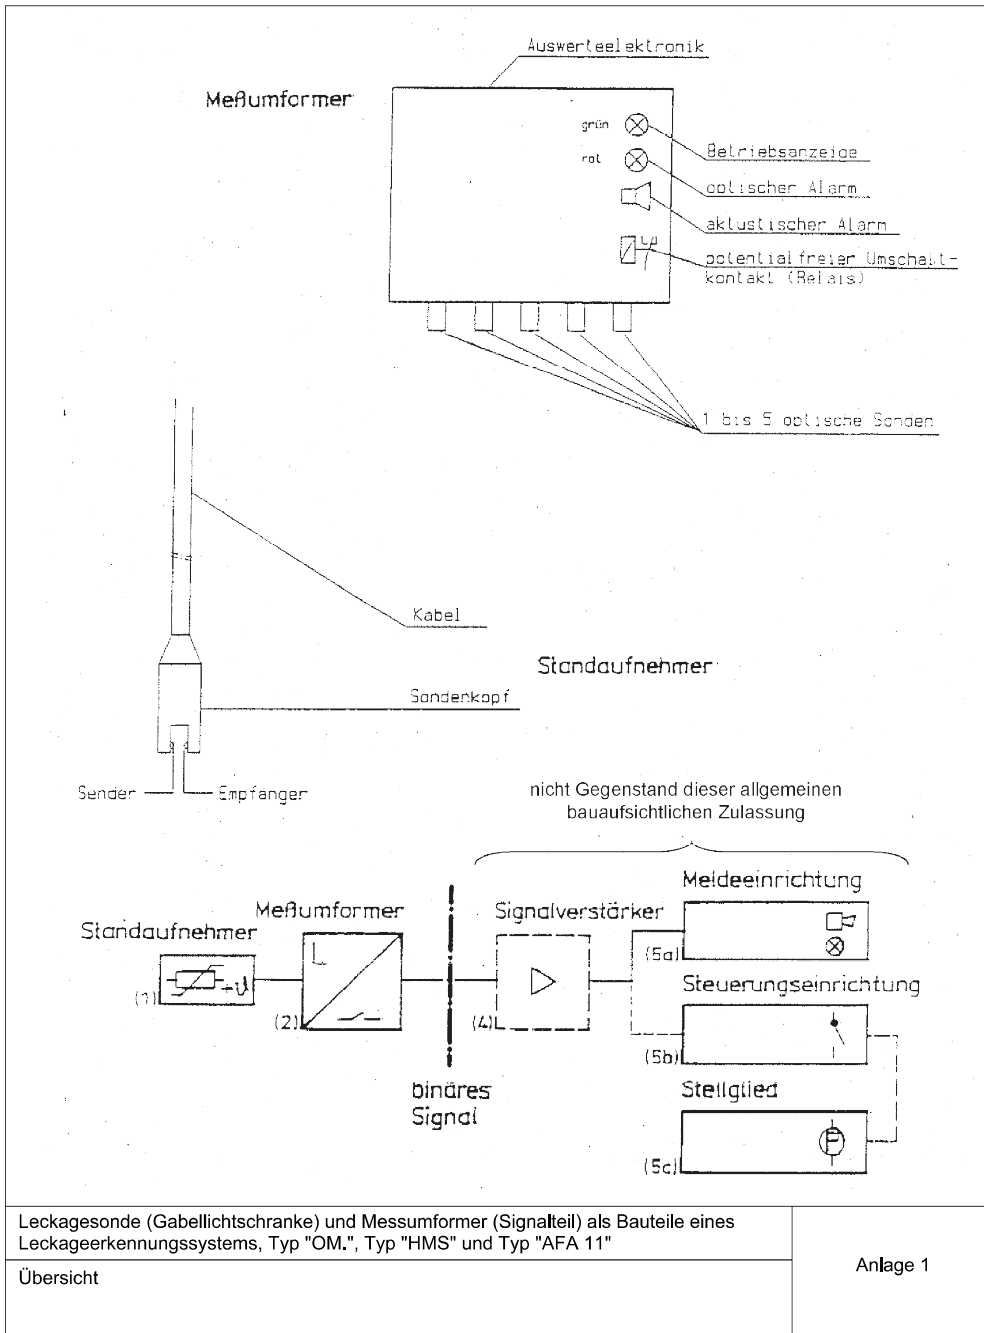 Auswerteelektronik
Meßumformer
grün
Betriebsanzeige
rot
optischer Alarm
aktustischer Alarm
potentialfreier Umschalt-
kontakt (Relais)
1 bis 5 optische Sonden
Kabel
Standaufnehmer
Sondenkopf
Sender
Empfänger
nicht Gegenstand dieser allgemeinen
bauaufsichtlichen Zulassung
Meldeeinrichtung
Meßumformer
Signalverstärker
Standaufnehmer
(5a)
(1)
Steuerungseinrichtung
(2)
(4)
(5b)
binäres
Signal
Stellglied
(5c)
Leckagesonde (Gabellichtschranke) und Messumformer (Signalteil) als Bauteile eines
Leckageerkennungssystems, Typ "OM.", Typ "HMS" und Typ "AFA 11"
Anlage 1
Übersicht